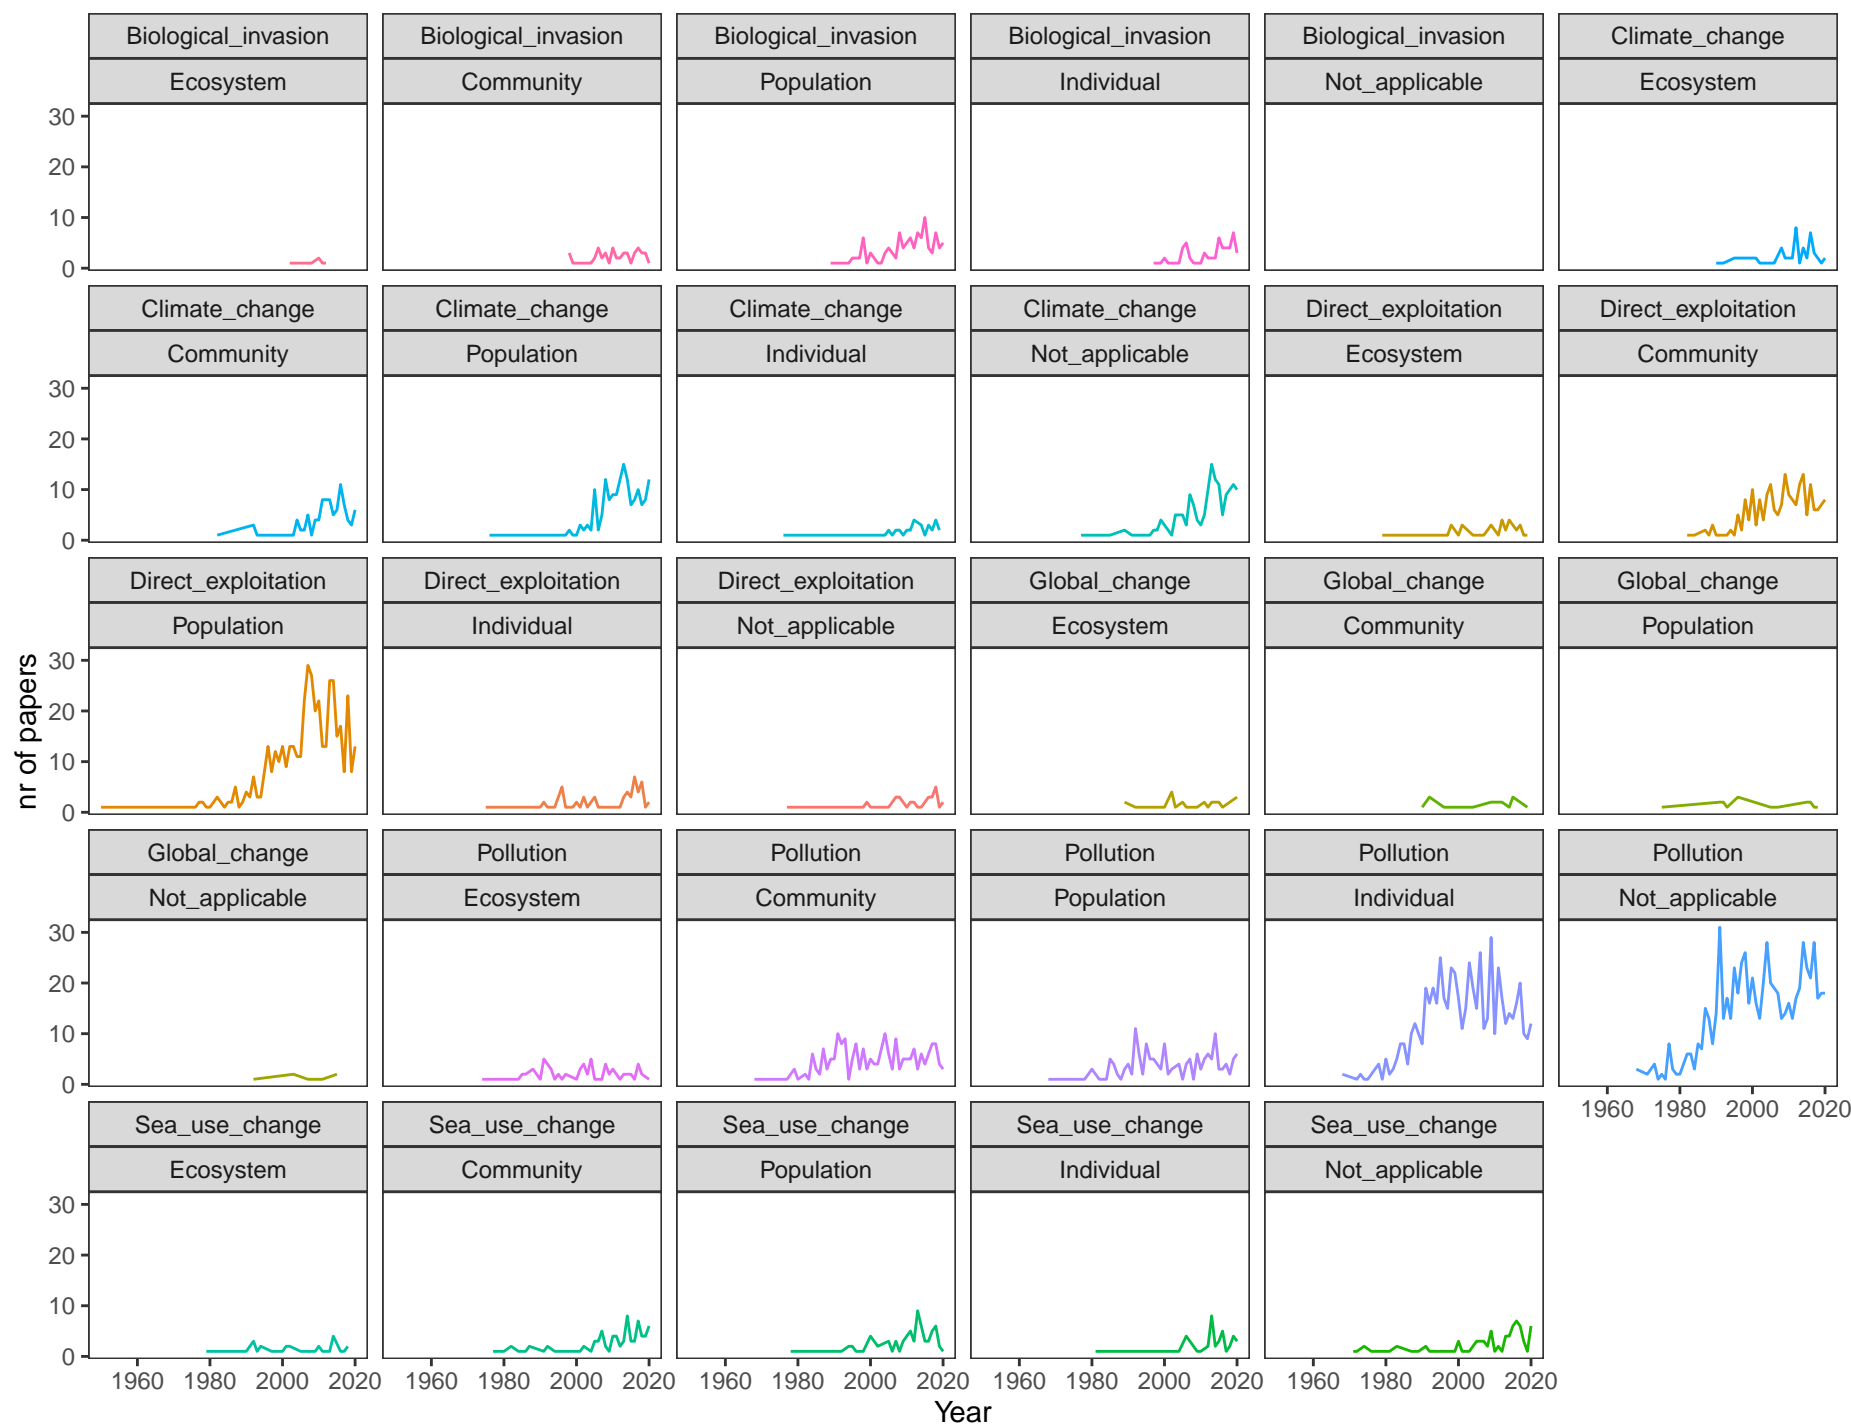 Biological_invasion Biological_invasion Biological_invasion Biological_invasion Biological_invasion Climate_change
Ecosystem Community Population Individual Not_applicable Ecosystem
30
20
10
0
Climate_change Climate_change Climate_change Climate_change Direct_exploitation Direct_exploitation
Community Population Individual Not_applicable Ecosystem Community
30
20
10
0
Direct_exploitation Direct_exploitation Direct_exploitation Global_change Global_change Global_change
Population Individual Not_applicable Ecosystem Community Population
30
20
10
0
nr of papers
Global_change Pollution Pollution Pollution Pollution Pollution
Not_applicable Ecosystem Community Population Individual Not_applicable
30
20
10
0
1960 1980 2000 2020
Sea_use_change Sea_use_change Sea_use_change Sea_use_change Sea_use_change
Ecosystem Community Population Individual Not_applicable
30
20
10
0
1960 1980 2000 2020 1960 1980 2000 2020 1960 1980 2000 2020 1960 1980 2000 2020 1960 1980 2000 2020
Year